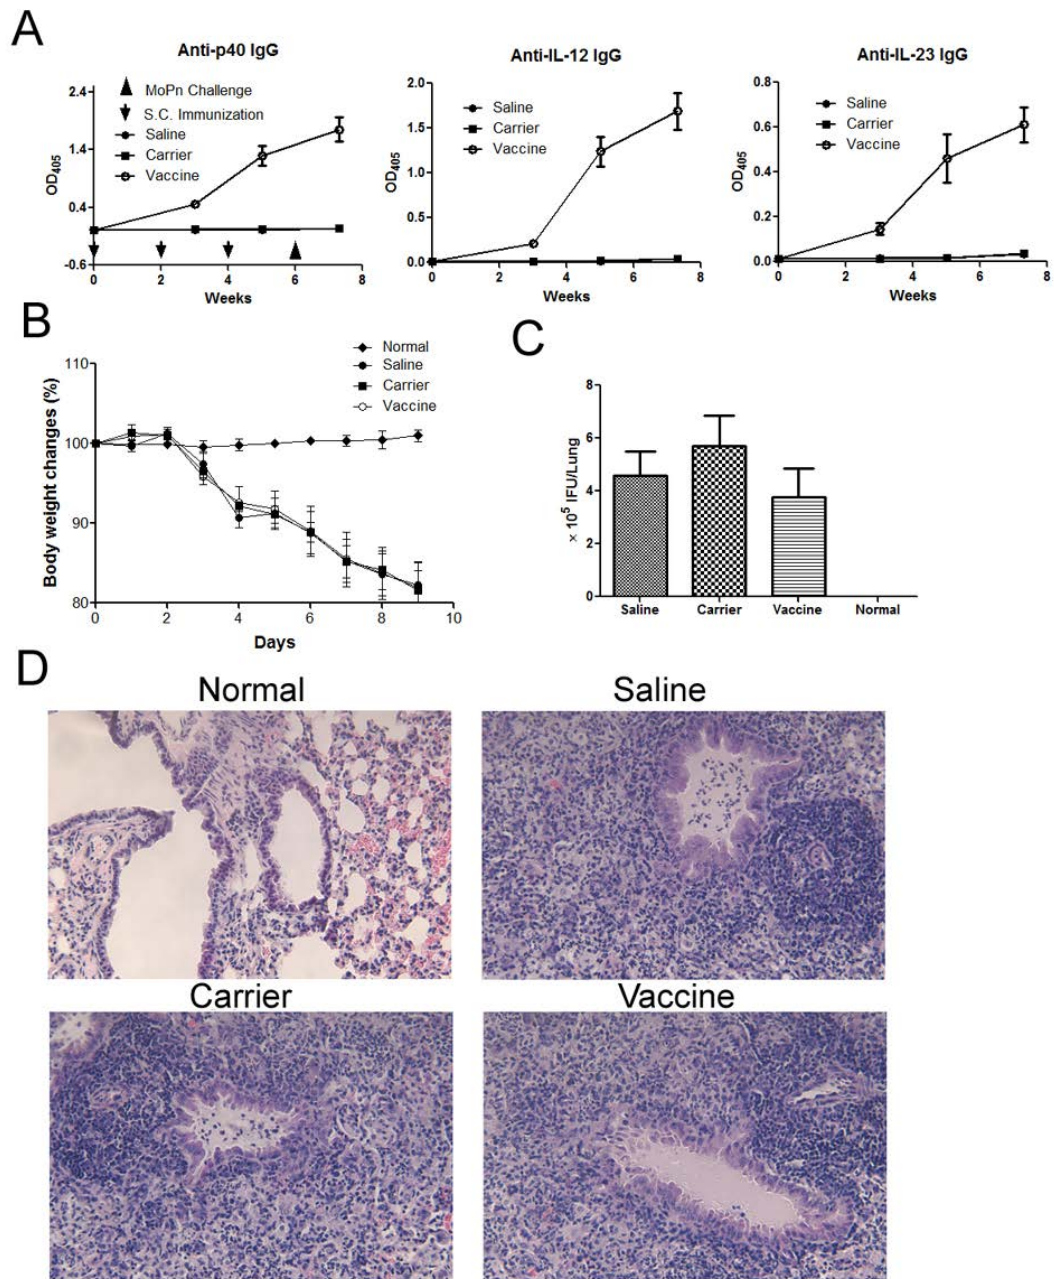 A
Anti-p40 IgG
2.4
1.4
0.4
-0.6
OD405
MoPn Challenge
S.C. Immunization
Saline
Carrier
Vaccine
0 2 4 6 8
Weeks
Anti-IL-12 IgG
2.0
1.5
1.0
0.5
0.0
OD405
Saline
Carrier
Vaccine
0 2 4 6 8
Weeks
Anti-IL-23 IgG
0.8
0.6
0.4
0.2
0.0
OD405
Saline
Carrier
Vaccine
0 2 4 6 8
Weeks
B
110
100
90
80
Body weight changes (%)
Normal
Saline
Carrier
Vaccine
0 2 4 6 8 10
Days
C
8
6
4
2
0
× 10⁵ IFU/Lung
Saline Carrier Vaccine Normal
D
Normal Saline
Carrier Vaccine